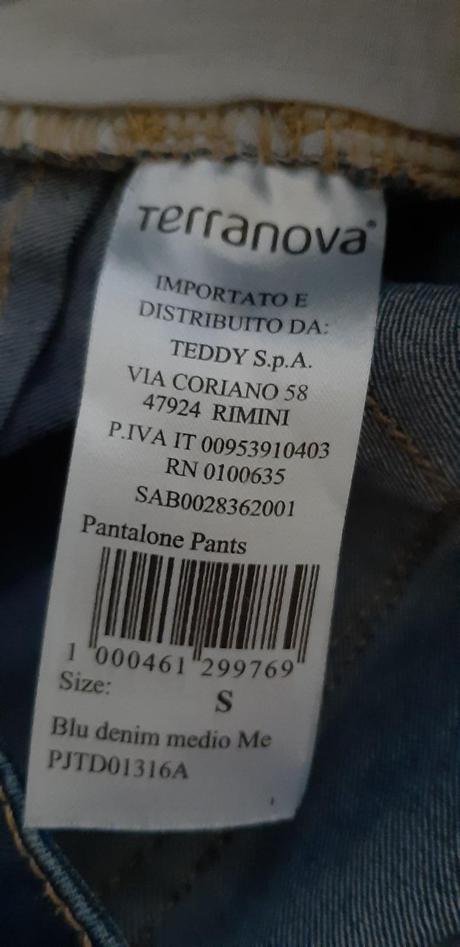 Terranova®
IMPORTATO E
DISTRIBUITO DA:
TEDDY S.p.A.
VIA CORIANO 58
47924 RIMINI
P.IVA IT 00953910403
RN 0100635
SAB0028362001
Pantalone Pants
1 000461 299769
Size:
S
Blu denim medio Me
PJTD01316A